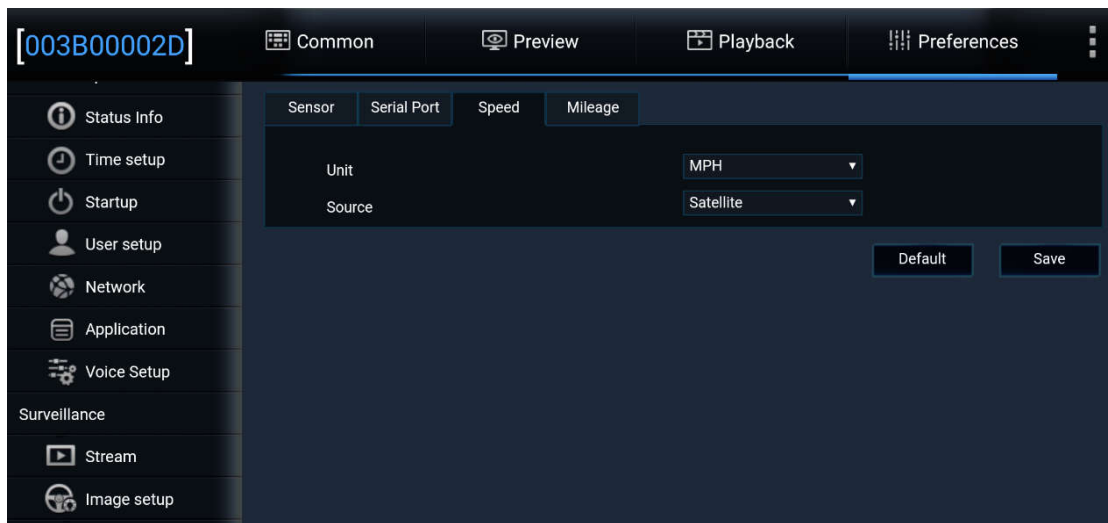 [003B00002D]
Common
Preview
Playback
Preferences
Status Info
Time setup
Startup
User setup
Network
Application
Voice Setup
Surveillance
Stream
Image setup
Sensor
Serial Port
Speed
Mileage
Unit
MPH
Source
Satellite
Default
Save